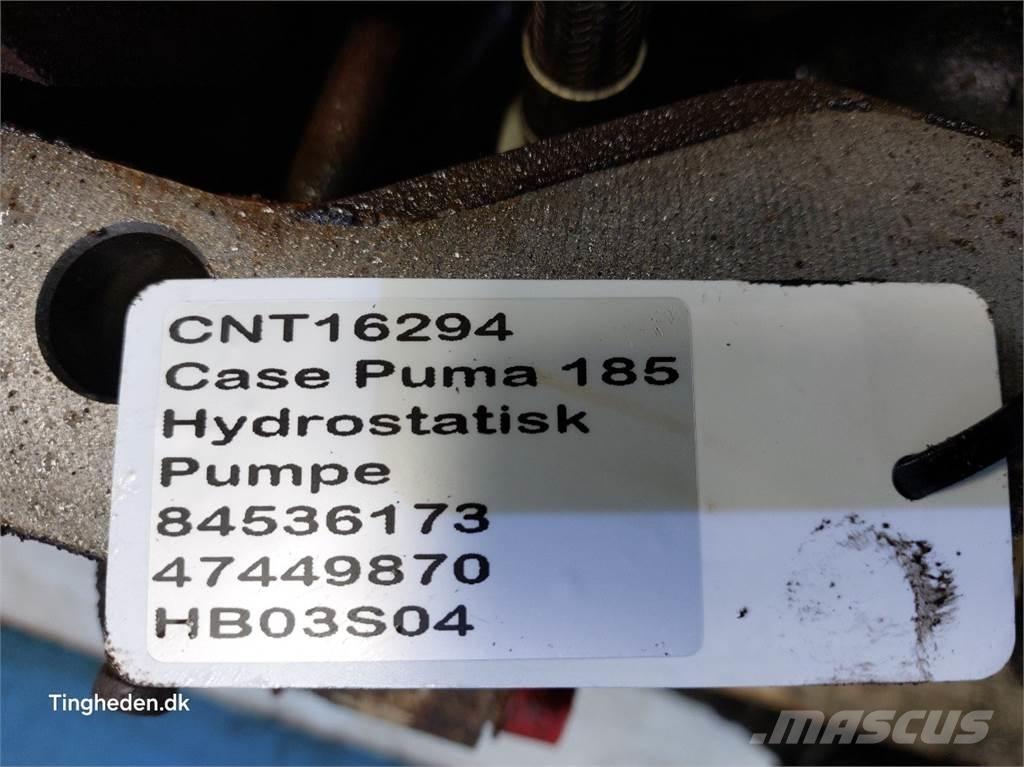 CNT16294
Case Puma 185
Hydrostatisk
Pumpe
84536173
47449870
HB03S04
Tingheden.dk
MASCUS